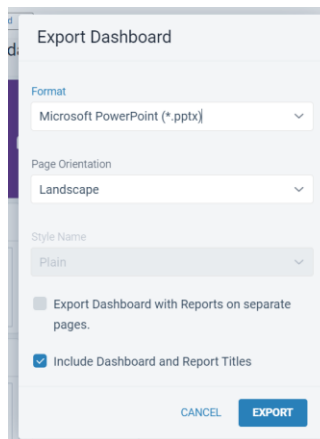 Export Dashboard
Format
Microsoft PowerPoint (*.pptx)
Page Orientation
Landscape
Style Name
Plain
Export Dashboard with Reports on separate
pages.
Include Dashboard and Report Titles
CANCEL
EXPORT